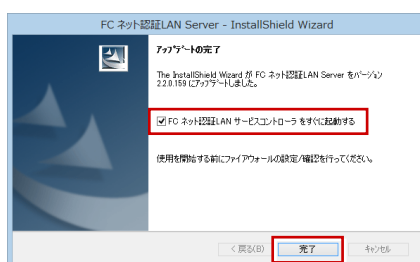 FC ネット認証LAN Server - InstallShield Wizard
アップデートの完了
The InstallShield Wizard が FC ネット認証LAN Server をバージョン
2.2.0.159 にアップデートしました。
FC ネット認証LAN サービスコントローラ をすぐに起動する
使用を開始する前にファイアウォールの設定/確認を行ってください。
< 戻る(B)
完了
キャンセル